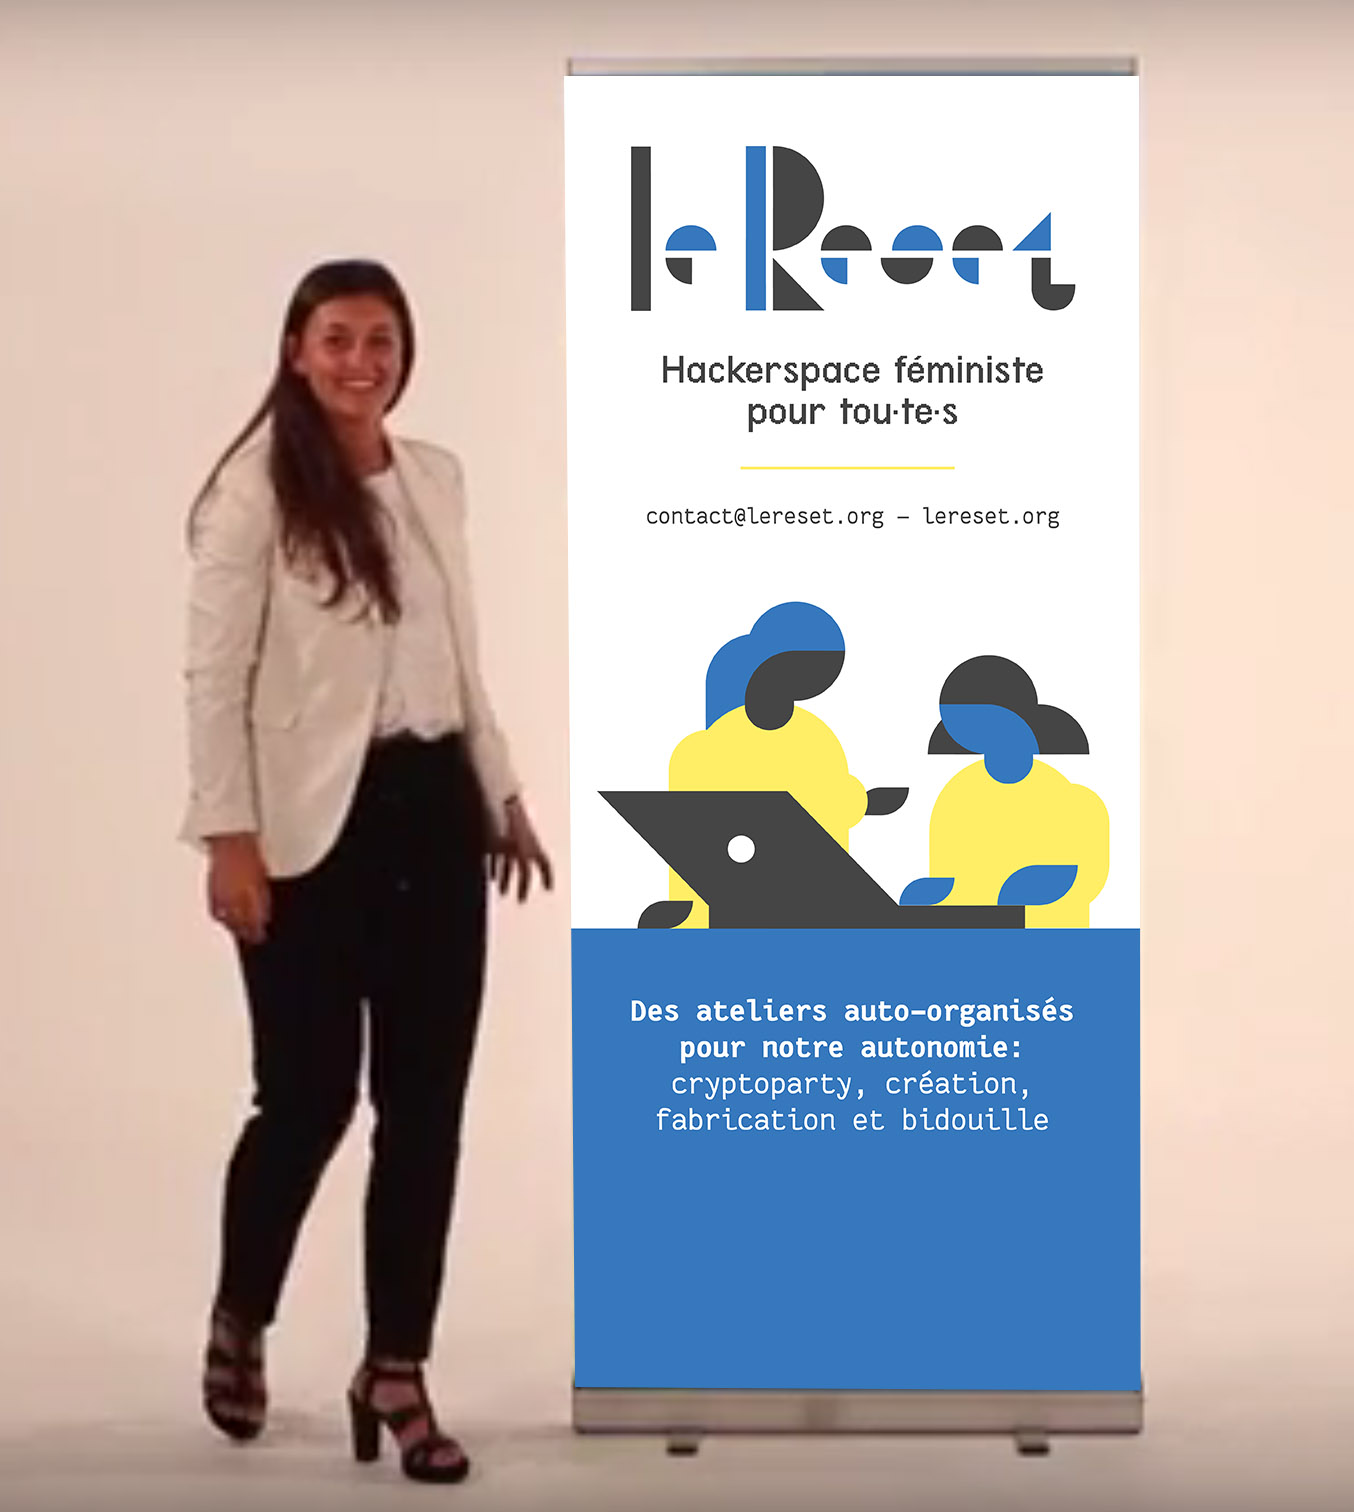 le Reset
Hackerspace féministe
pour tou·te·s
contact@lereset.org – lereset.org
Des ateliers auto-organisés
pour notre autonomie:
cryptoparty, création,
fabrication et bidouille